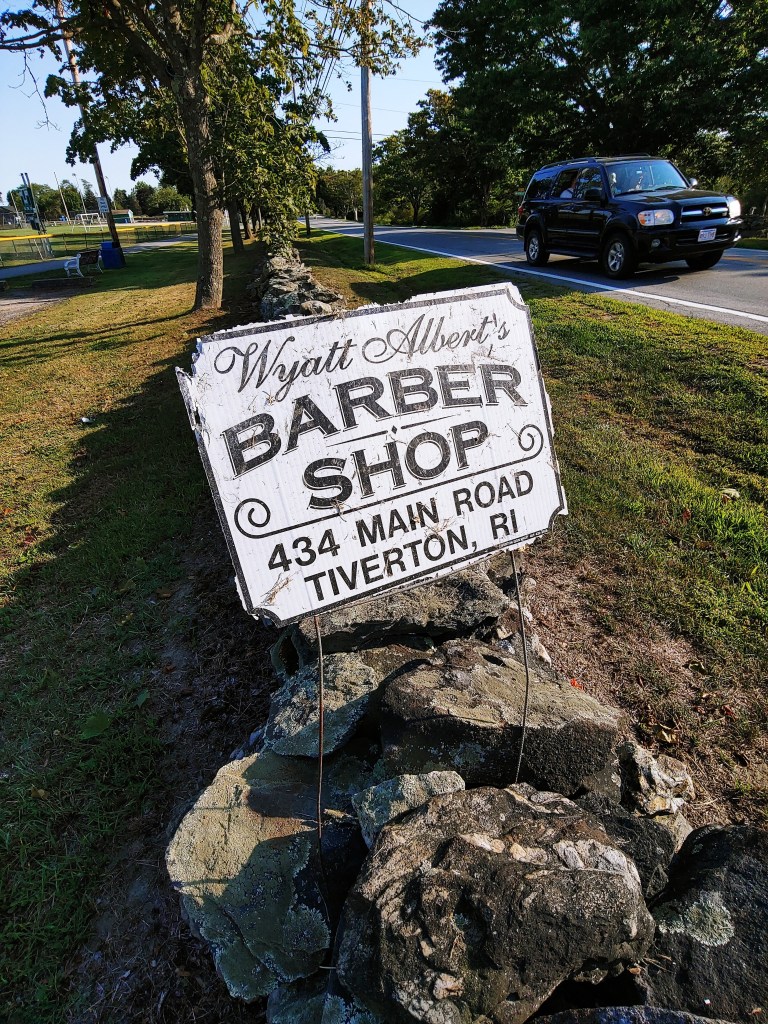 Wyatt Albert's
BARBER
SHOP
434 MAIN ROAD
TIVERTON, RI